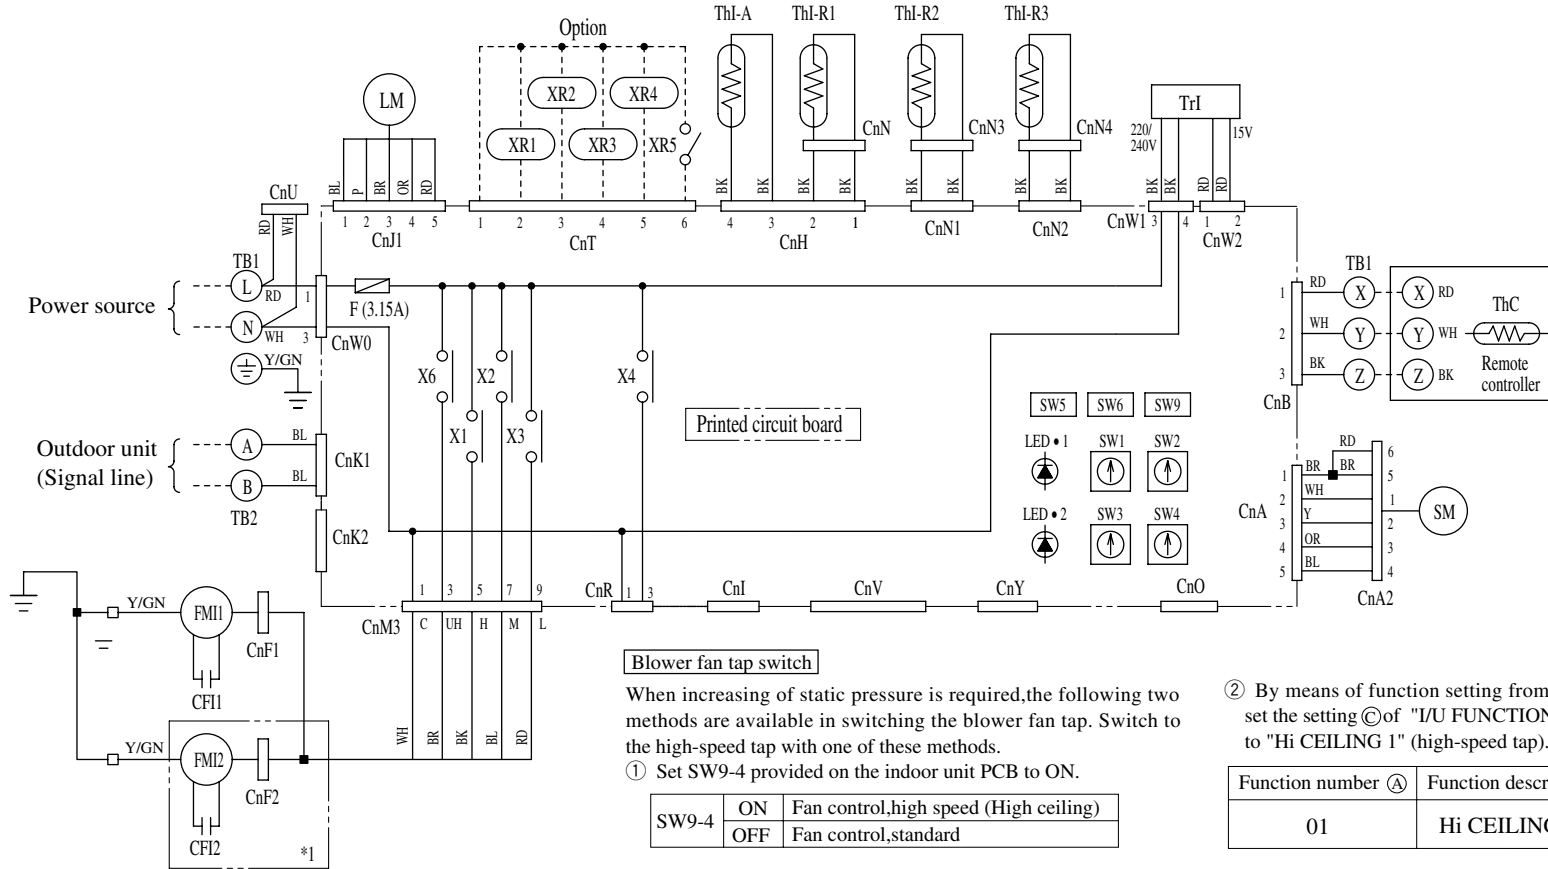 Option
ThI-A ThI-R1 ThI-R2 ThI-R3
LM
XR2 XR4
XR1 XR3 XR5
CnN CnN3 CnN4
TrI
220/
240V
15V
BL P BR OR RD
BK BK BK BK BK BK BK BK BK BK RD RD
CnU
RD WH
1 2 3 4 5
CnJ1
1 2 3 4 5 6
CnT
4 3 2 1
CnH
CnN1
CnN2
CnW1 3 4
1 2
CnW2
Power source
TB1
L RD 1
N WH 3
CnW0
F (3.15A)
Y/GN
X6 X2 X4
X1 X3
Printed circuit board
Outdoor unit
(Signal line)
A BL
B BL
TB2
CnK1
CnK2
SW5 SW6 SW9
LED • 1 SW1 SW2
LED • 2 SW3 SW4
TB1
1 RD X X RD
2 WH Y Y WH
3 BK Z Z BK
CnB
ThC
Remote
controller
CnA
1 BR
2 WH
3 Y
4 OR
5 BL
RD 6
BR 5
1
2
3
4
SM
CnA2
CnM3
1 3 5 7 9
C UH H M L
CnR 1 3
CnI CnV CnY CnO
WH BR BK BL RD
Y/GN FMI1 CnF1
CFI1
Y/GN FMI2 CnF2
CFI2
*1
Blower fan tap switch
When increasing of static pressure is required,the following two
methods are available in switching the blower fan tap. Switch to
the high-speed tap with one of these methods.
① Set SW9-4 provided on the indoor unit PCB to ON.
SW9-4 ON Fan control,high speed (High ceiling)
OFF Fan control,standard
② By means of function setting from
set the setting Ⓒ of "I/U FUNCTION
to "Hi CEILING 1" (high-speed tap).
Function number Ⓐ Function descr
01 Hi CEILING